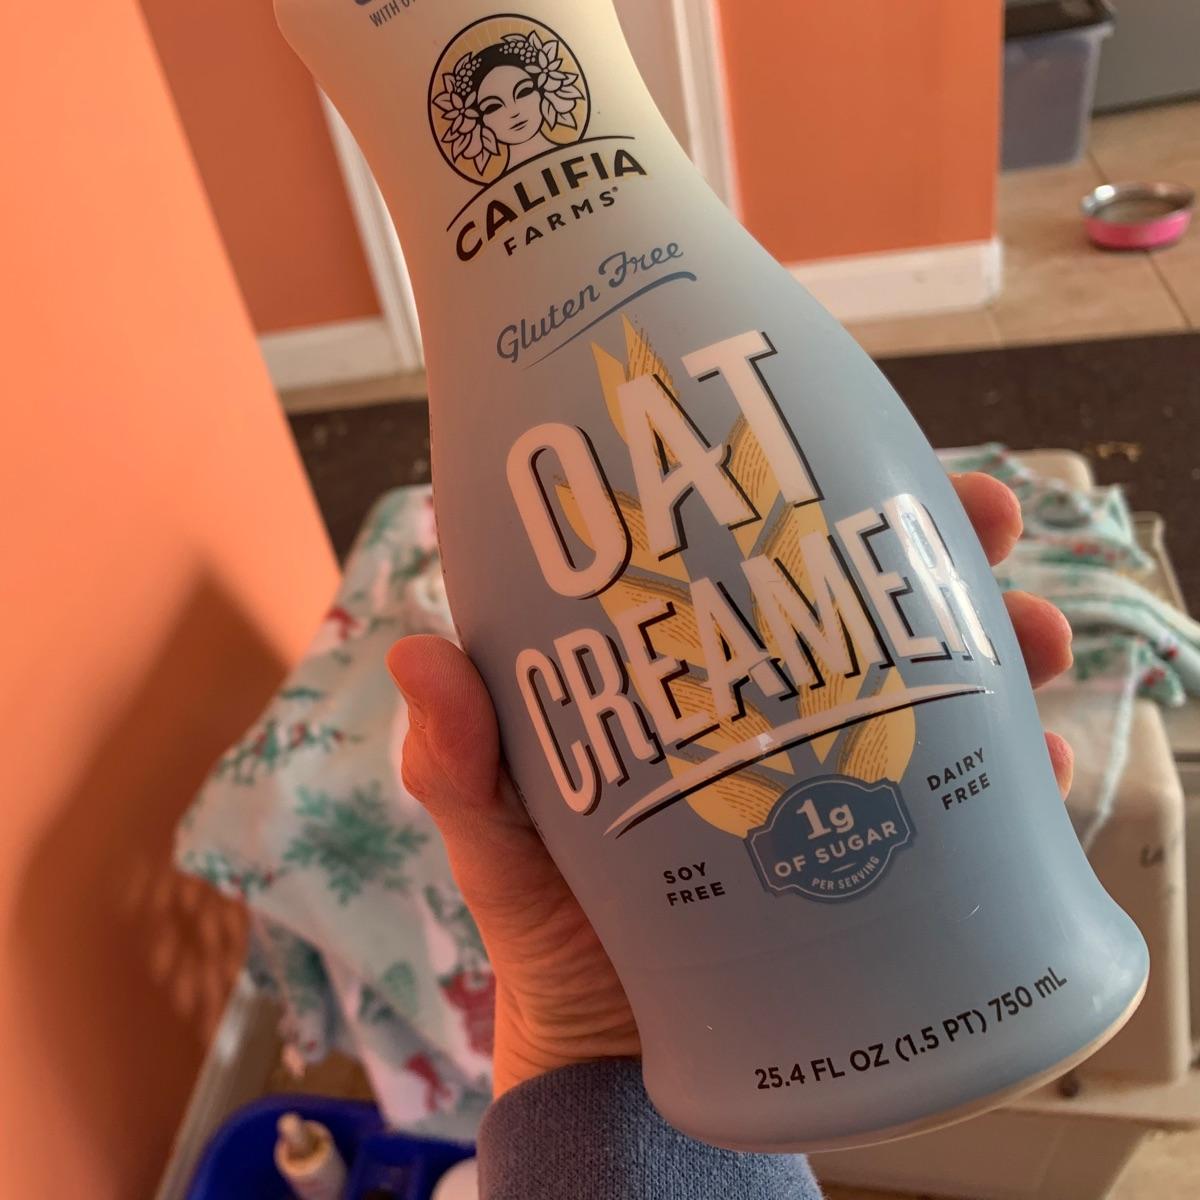 CALIFIA
FARMS®
Gluten Free
OAT
CREAMER
1g
OF SUGAR
PER SERVING
DAIRY
FREE
SOY
FREE
25.4 FL OZ (1.5 PT) 750 mL